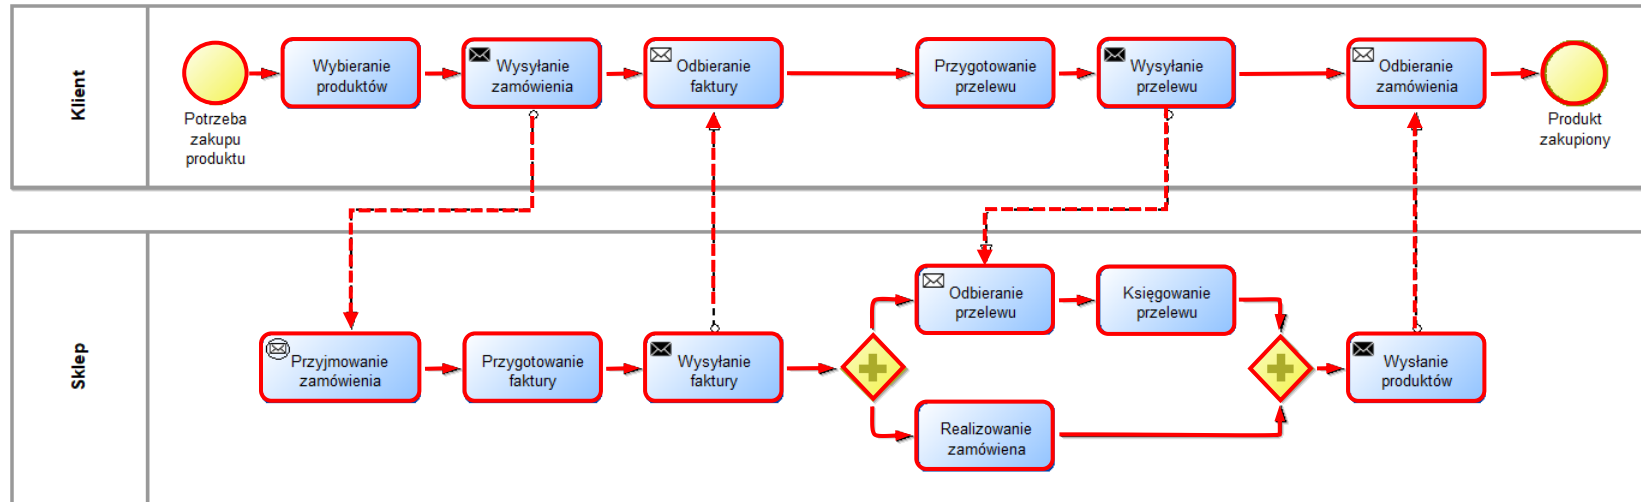 Klient
Potrzeba
zakupu
produktu
Wybieranie
produktów
Wysyłanie
zamówienia
Odbieranie
faktury
Przygotowanie
przelewu
Wysyłanie
przelewu
Odbieranie
zamówienia
Produkt
zakupiony
Sklep
Przyjmowanie
zamówienia
Przygotowanie
faktury
Wysyłanie
faktury
Odbieranie
przelewu
Księgowanie
przelewu
Realizowanie
zamówiena
Wysłanie
produktów